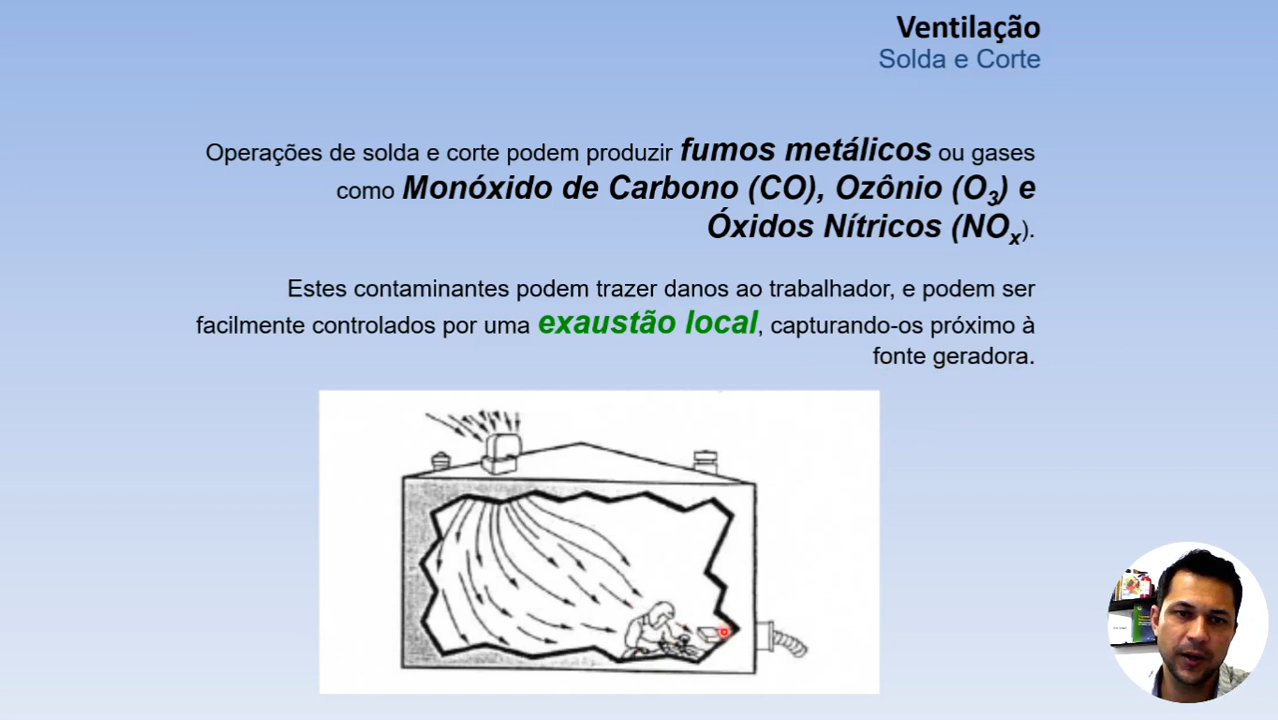 Ventilação
Solda e Corte
Operações de solda e corte podem produzir fumos metálicos ou gases
como Monóxido de Carbono (CO), Ozônio (O₃) e
Óxidos Nítricos (NOₓ).
Estes contaminantes podem trazer danos ao trabalhador, e podem ser
facilmente controlados por uma exaustão local, capturando-os próximo à
fonte geradora.